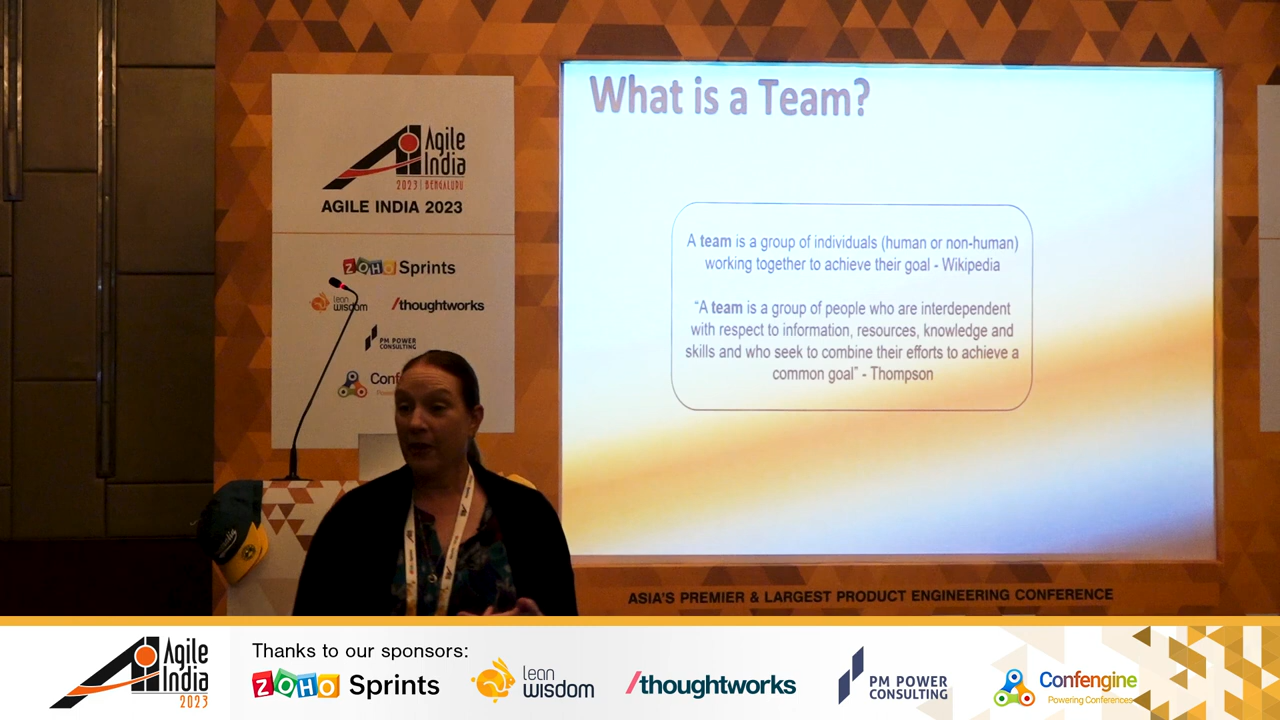 Agile
India
2023 | BENGALURU
AGILE INDIA 2023
ZOHO Sprints
lean
wisdom
/thoughtworks
PM POWER
CONSULTING
Conf
What is a Team?
A team is a group of individuals (human or non-human)
working together to achieve their goal - Wikipedia
“A team is a group of people who are interdependent
with respect to information, resources, knowledge and
skills and who seek to combine their efforts to achieve a
common goal” - Thompson
ASIA'S PREMIER & LARGEST PRODUCT ENGINEERING CONFERENCE
Agile
India
2023
Thanks to our sponsors:
ZOHO Sprints
lean
wisdom
/thoughtworks
PM POWER
CONSULTING
Confengine
Powering Conferences